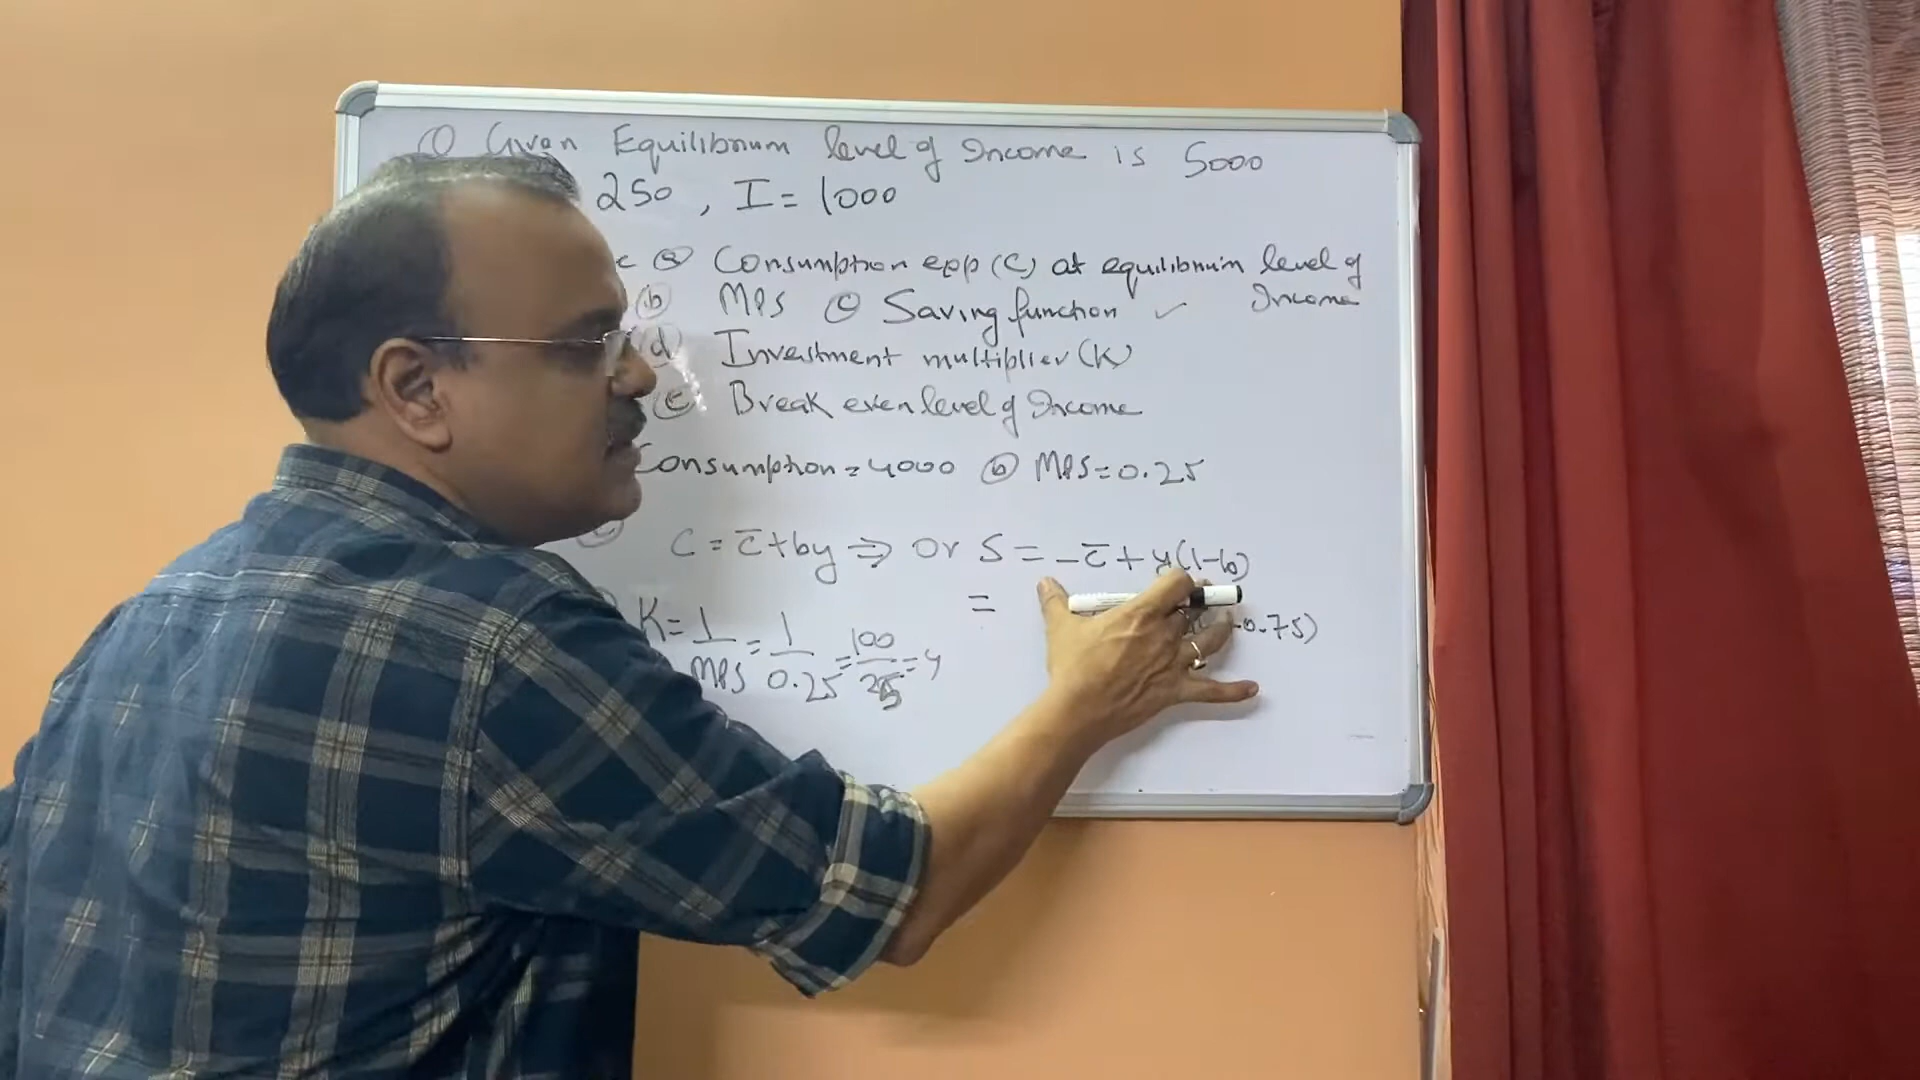 ① Given Equilibrium level of Income is 5000
250 , I = 1000
ⓐ Consumption exp (C) at equilibrium level of Income
ⓑ MPS ⓒ Saving function ✓
ⓓ Investment multiplier (K)
ⓔ Break even level of Income
Consumption = 4000 ⓑ MPS = 0.25
C = C̅ + by ⇒ or S = -C̅ + y(1-b)
= -0.75)
K = 1/MPS = 1/0.25 = 100/25 = 4